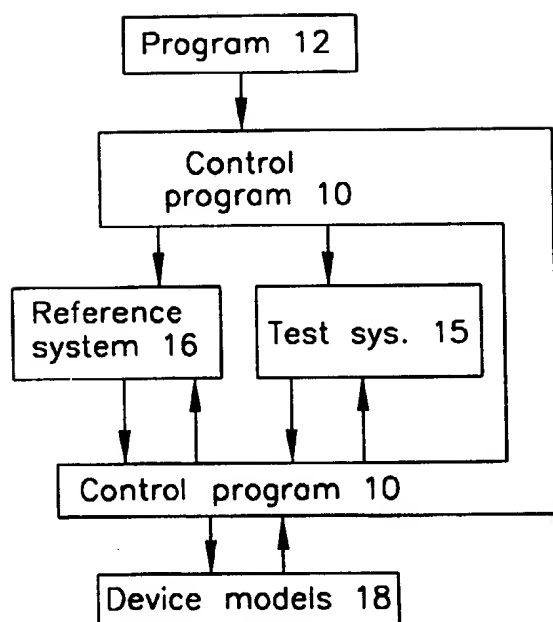 Program 12
Control
program 10
Reference
system 16
Test sys. 15
Control program 10
Device models 18